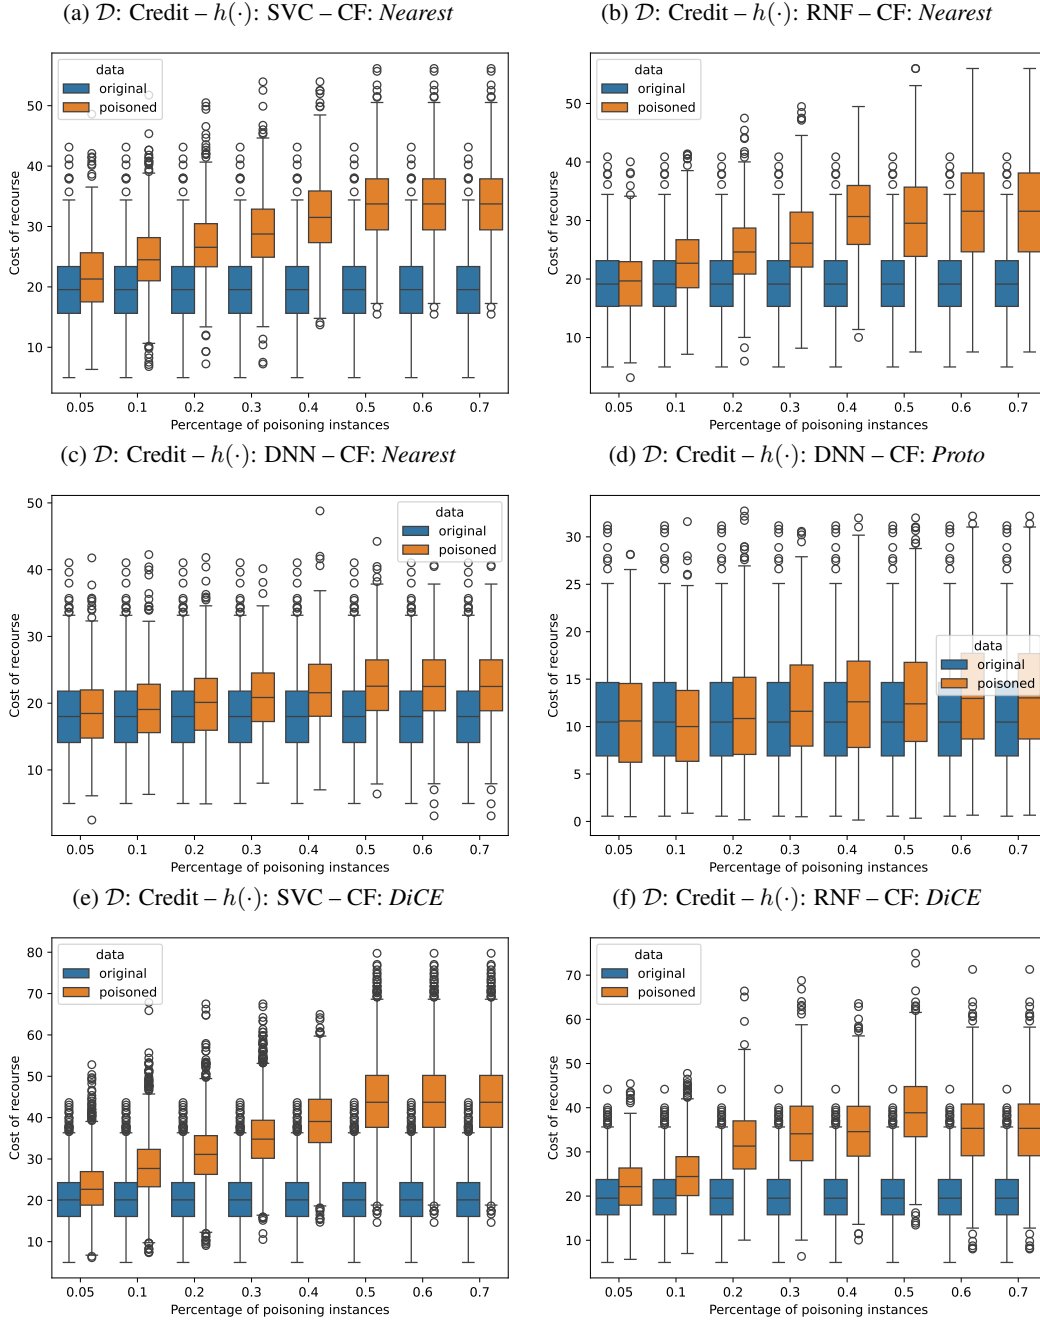 (a) 𝒟: Credit – h(·): SVC – CF: Nearest
data
original
poisoned
Cost of recourse
50
40
30
20
10
0.05 0.1 0.2 0.3 0.4 0.5 0.6 0.7
Percentage of poisoning instances
(b) 𝒟: Credit – h(·): RNF – CF: Nearest
data
original
poisoned
Cost of recourse
50
40
30
20
10
0.05 0.1 0.2 0.3 0.4 0.5 0.6 0.7
Percentage of poisoning instances
(c) 𝒟: Credit – h(·): DNN – CF: Nearest
data
original
poisoned
Cost of recourse
50
40
30
20
10
0.05 0.1 0.2 0.3 0.4 0.5 0.6 0.7
Percentage of poisoning instances
(d) 𝒟: Credit – h(·): DNN – CF: Proto
data
original
poisoned
Cost of recourse
30
25
20
15
10
5
0
0.05 0.1 0.2 0.3 0.4 0.5 0.6 0.7
Percentage of poisoning instances
(e) 𝒟: Credit – h(·): SVC – CF: DiCE
data
original
poisoned
Cost of recourse
80
70
60
50
40
30
20
10
0.05 0.1 0.2 0.3 0.4 0.5 0.6 0.7
Percentage of poisoning instances
(f) 𝒟: Credit – h(·): RNF – CF: DiCE
data
original
poisoned
Cost of recourse
70
60
50
40
30
20
10
0.05 0.1 0.2 0.3 0.4 0.5 0.6 0.7
Percentage of poisoning instances